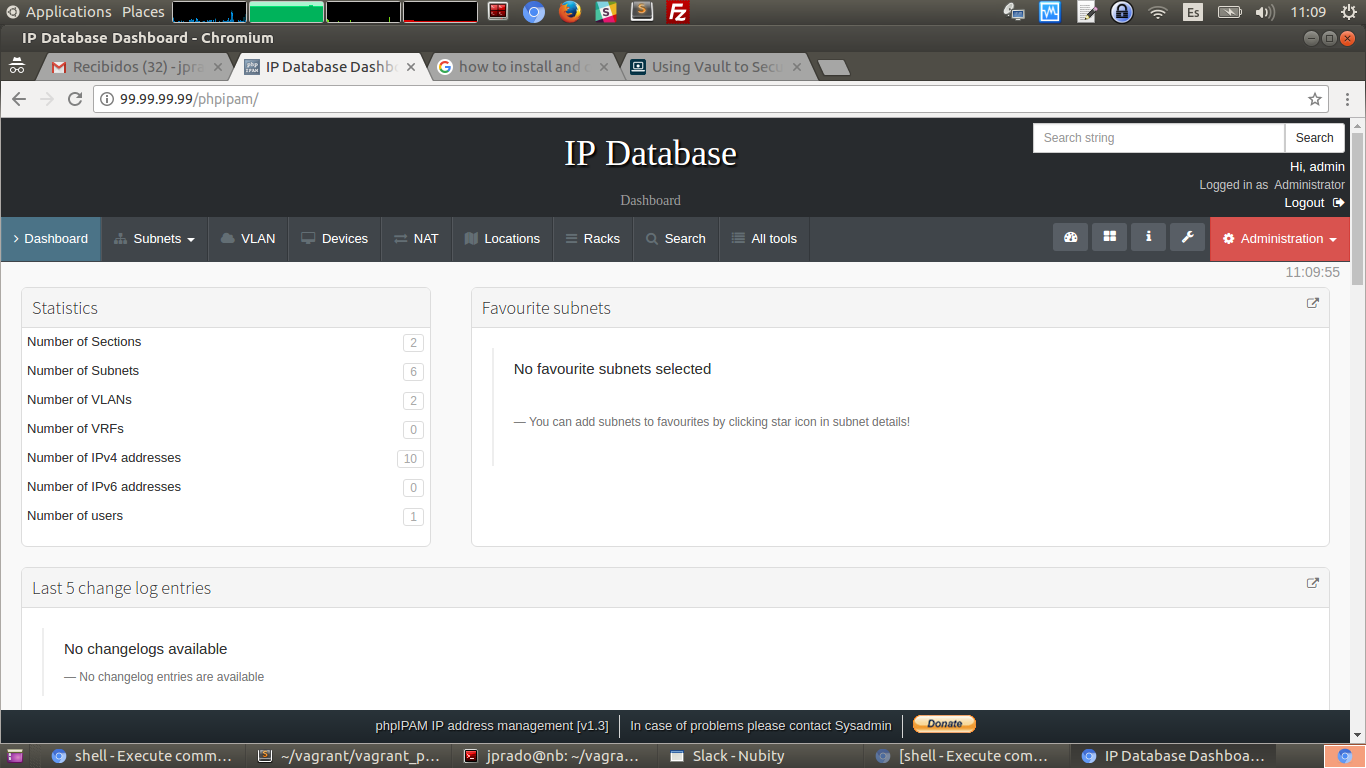 Applications Places Es 11:09
IP Database Dashboard - Chromium
Recibidos (32) - jpra IP Database Dashb how to install and c Using Vault to Secu
99.99.99.99/phpipam/
IP Database
Dashboard
Search string Search
Hi, admin
Logged in as Administrator
Logout
Dashboard Subnets VLAN Devices NAT Locations Racks Search All tools Administration
11:09:55
Statistics
Number of Sections 2
Number of Subnets 6
Number of VLANs 2
Number of VRFs 0
Number of IPv4 addresses 10
Number of IPv6 addresses 0
Number of users 1
Favourite subnets
No favourite subnets selected
— You can add subnets to favourites by clicking star icon in subnet details!
Last 5 change log entries
No changelogs available
— No changelog entries are available
phpIPAM IP address management [v1.3] In case of problems please contact Sysadmin Donate
shell - Execute comm... ~/vagrant/vagrant_p... jprado@nb: ~/vagra... Slack - Nubity [shell - Execute com... IP Database Dashboa...